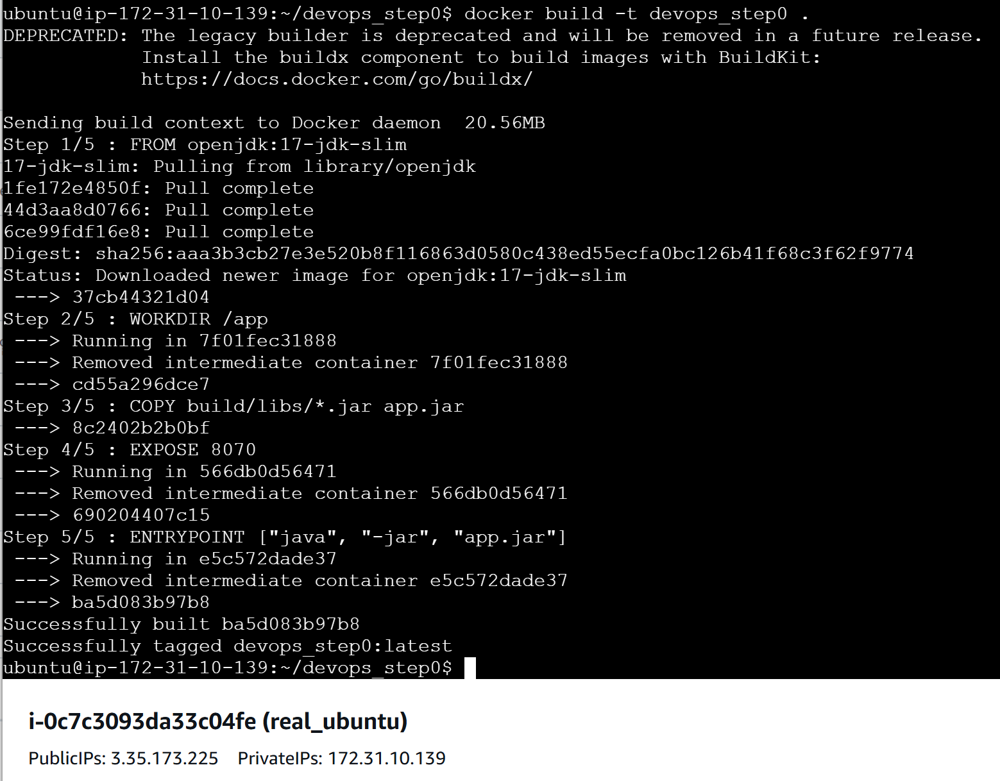 ubuntu@ip-172-31-10-139:~/devops_step0$ docker build -t devops_step0 .
DEPRECATED: The legacy builder is deprecated and will be removed in a future release.
            Install the buildx component to build images with BuildKit:
            https://docs.docker.com/go/buildx/

Sending build context to Docker daemon  20.56MB
Step 1/5 : FROM openjdk:17-jdk-slim
17-jdk-slim: Pulling from library/openjdk
1fe172e4850f: Pull complete
44d3aa8d0766: Pull complete
6ce99fdf16e8: Pull complete
Digest: sha256:aaa3b3cb27e3e520b8f116863d0580c438ed55ecfa0bc126b41f68c3f62f9774
Status: Downloaded newer image for openjdk:17-jdk-slim
 ---> 37cb44321d04
Step 2/5 : WORKDIR /app
 ---> Running in 7f01fec31888
 ---> Removed intermediate container 7f01fec31888
 ---> cd55a296dce7
Step 3/5 : COPY build/libs/*.jar app.jar
 ---> 8c2402b2b0bf
Step 4/5 : EXPOSE 8070
 ---> Running in 566db0d56471
 ---> Removed intermediate container 566db0d56471
 ---> 690204407c15
Step 5/5 : ENTRYPOINT ["java", "-jar", "app.jar"]
 ---> Running in e5c572dade37
 ---> Removed intermediate container e5c572dade37
 ---> ba5d083b97b8
Successfully built ba5d083b97b8
Successfully tagged devops_step0:latest
ubuntu@ip-172-31-10-139:~/devops_step0$
i-0c7c3093da33c04fe (real_ubuntu)
PublicIPs: 3.35.173.225    PrivateIPs: 172.31.10.139